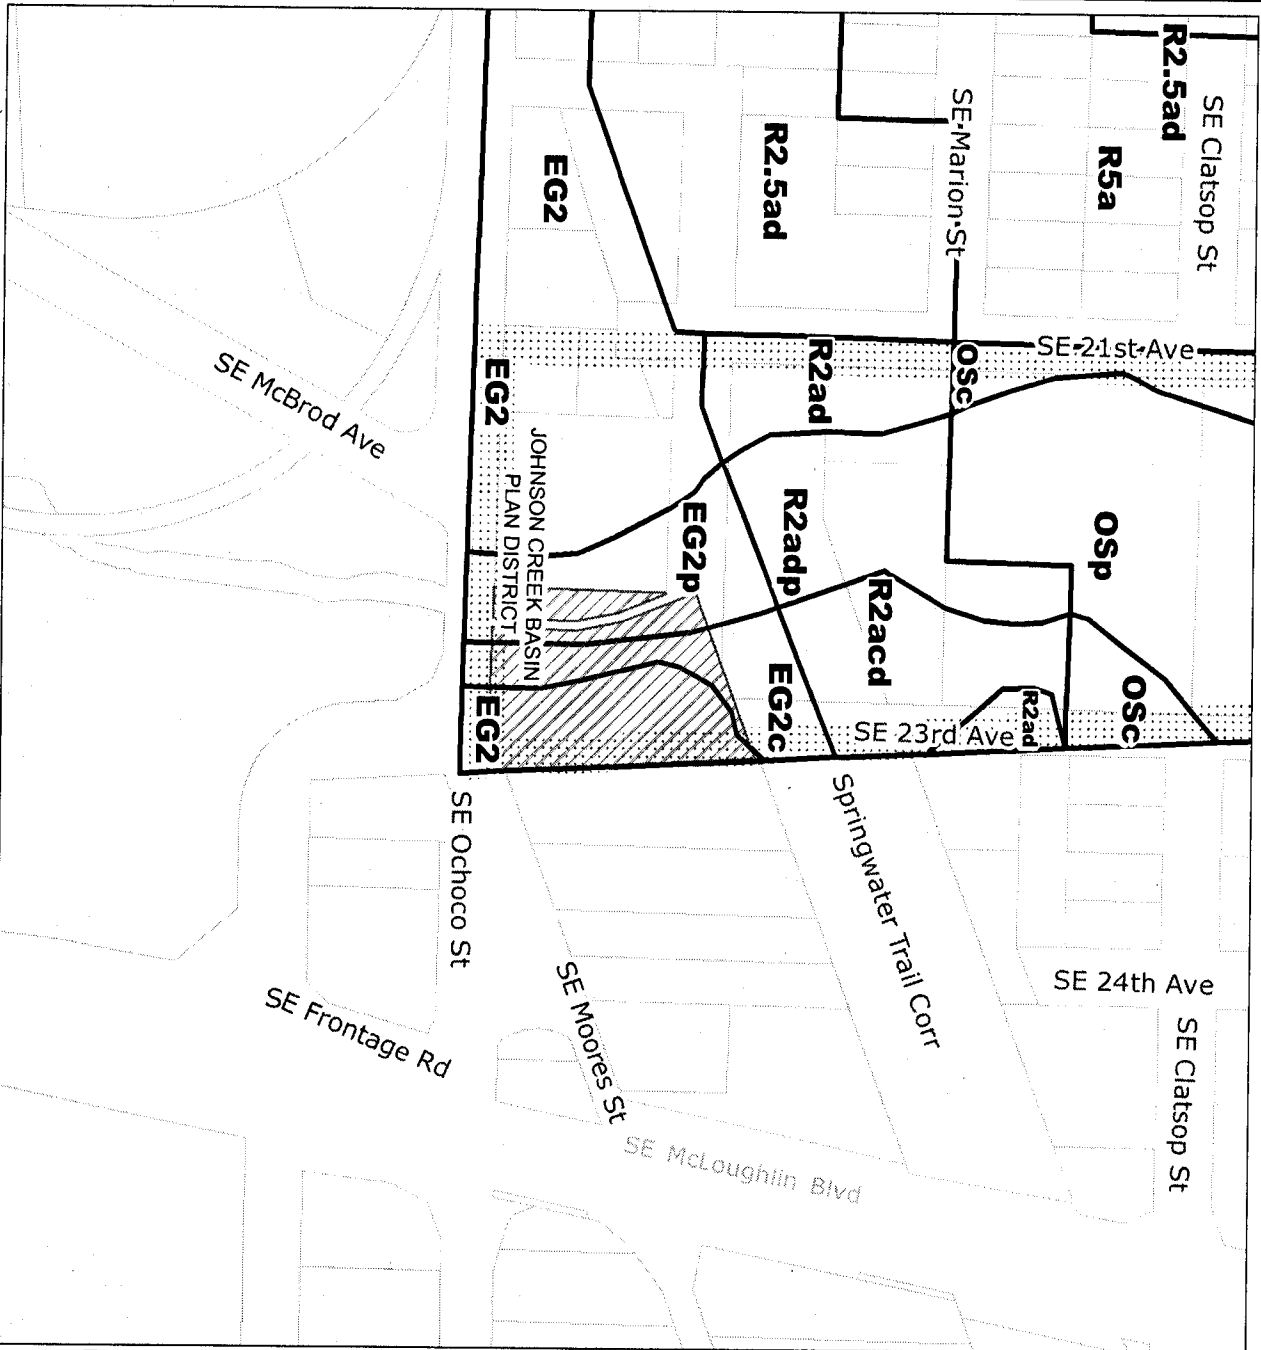 R2.5ad
SE Clatsop St
R5a
SE Marion St
R2.5ad
EG2
SE 21st Ave
OSc
R2ad
EG2
SE McBrod Ave
JOHNSON CREEK BASIN
PLAN DISTRICT
EG2p
R2adp
OSp
R2acd
OSc
R2ad
EG2c
SE 23rd Ave
EG2
SE Ochoco St
Springwater Trail Corr
SE 24th Ave
SE Clatsop St
SE Moores St
SE Frontage Rd
SE McLoughlin Blvd